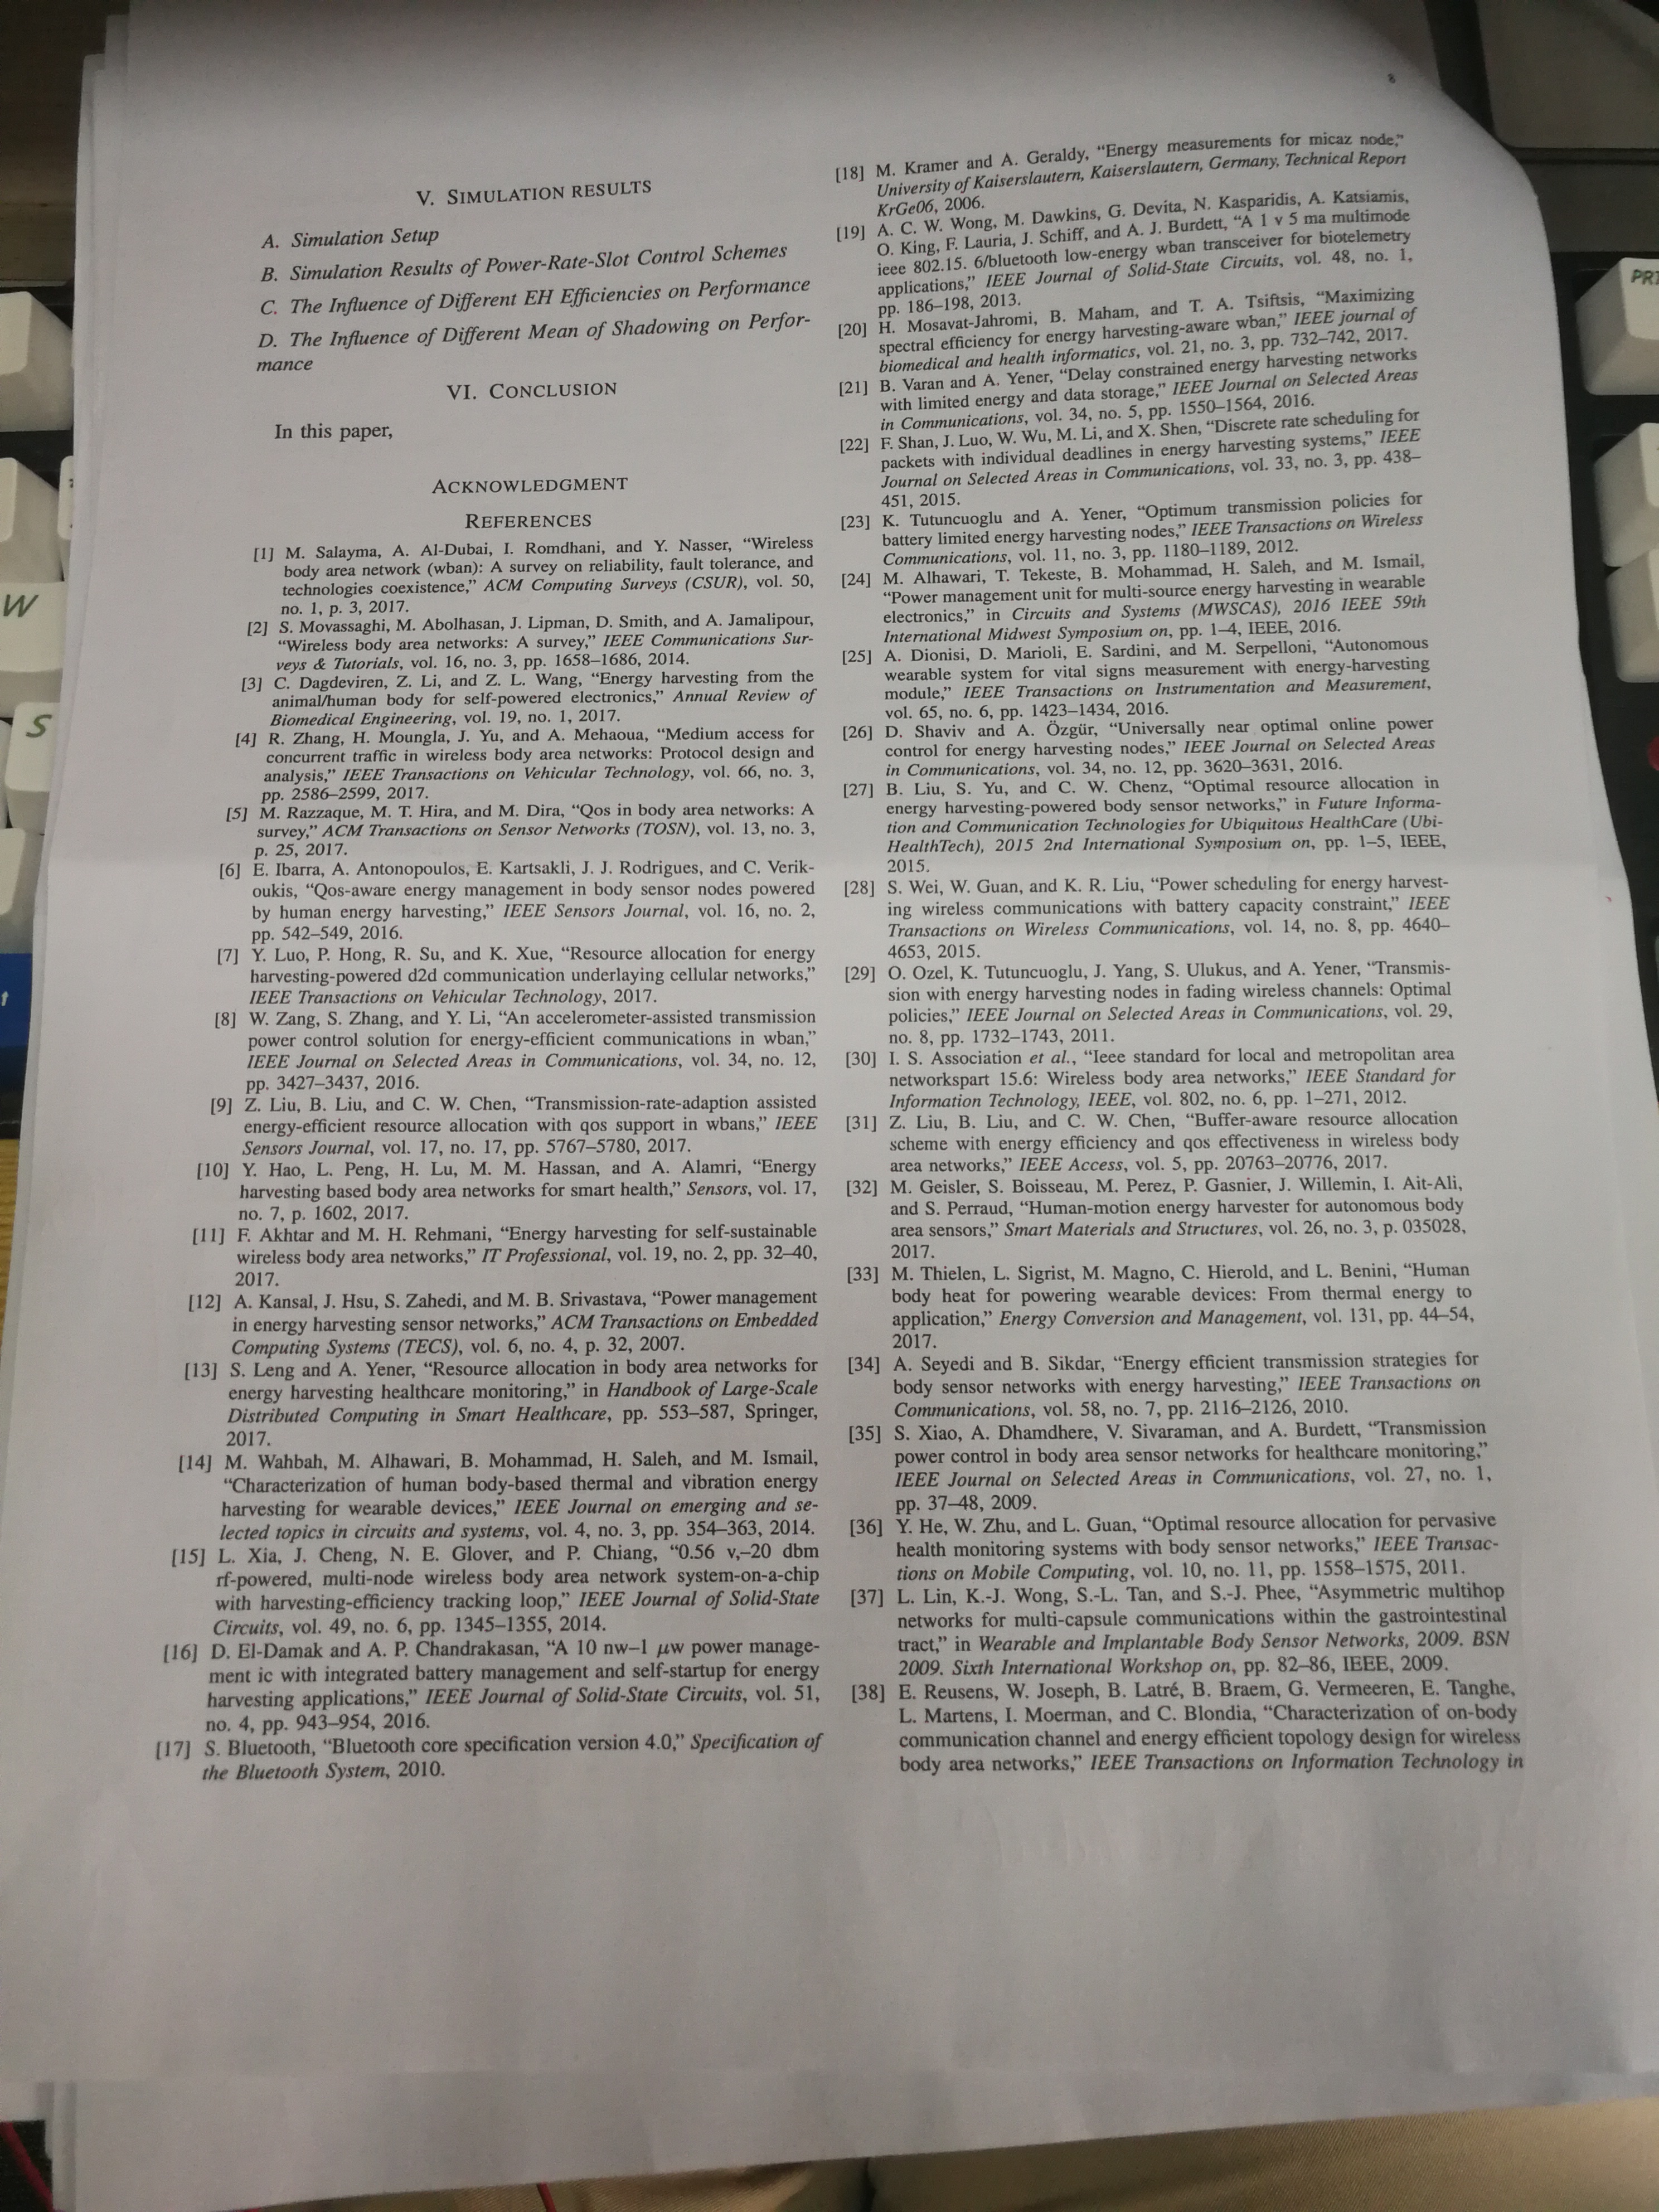 8
V. SIMULATION RESULTS
A. Simulation Setup
B. Simulation Results of Power-Rate-Slot Control Schemes
C. The Influence of Different EH Efficiencies on Performance
D. The Influence of Different Mean of Shadowing on Perfor-
mance
VI. CONCLUSION
In this paper,
ACKNOWLEDGMENT
REFERENCES
[1] M. Salayma, A. Al-Dubai, I. Romdhani, and Y. Nasser, “Wireless
body area network (wban): A survey on reliability, fault tolerance, and
technologies coexistence,” ACM Computing Surveys (CSUR), vol. 50,
no. 1, p. 3, 2017.
[2] S. Movassaghi, M. Abolhasan, J. Lipman, D. Smith, and A. Jamalipour,
“Wireless body area networks: A survey,” IEEE Communications Sur-
veys & Tutorials, vol. 16, no. 3, pp. 1658–1686, 2014.
[3] C. Dagdeviren, Z. Li, and Z. L. Wang, “Energy harvesting from the
animal/human body for self-powered electronics,” Annual Review of
Biomedical Engineering, vol. 19, no. 1, 2017.
[4] R. Zhang, H. Moungla, J. Yu, and A. Mehaoua, “Medium access for
concurrent traffic in wireless body area networks: Protocol design and
analysis,” IEEE Transactions on Vehicular Technology, vol. 66, no. 3,
pp. 2586–2599, 2017.
[5] M. Razzaque, M. T. Hira, and M. Dira, “Qos in body area networks: A
survey,” ACM Transactions on Sensor Networks (TOSN), vol. 13, no. 3,
p. 25, 2017.
[6] E. Ibarra, A. Antonopoulos, E. Kartsakli, J. J. Rodrigues, and C. Verik-
oukis, “Qos-aware energy management in body sensor nodes powered
by human energy harvesting,” IEEE Sensors Journal, vol. 16, no. 2,
pp. 542–549, 2016.
[7] Y. Luo, P. Hong, R. Su, and K. Xue, “Resource allocation for energy
harvesting-powered d2d communication underlaying cellular networks,”
IEEE Transactions on Vehicular Technology, 2017.
[8] W. Zang, S. Zhang, and Y. Li, “An accelerometer-assisted transmission
power control solution for energy-efficient communications in wban,”
IEEE Journal on Selected Areas in Communications, vol. 34, no. 12,
pp. 3427–3437, 2016.
[9] Z. Liu, B. Liu, and C. W. Chen, “Transmission-rate-adaption assisted
energy-efficient resource allocation with qos support in wbans,” IEEE
Sensors Journal, vol. 17, no. 17, pp. 5767–5780, 2017.
[10] Y. Hao, L. Peng, H. Lu, M. M. Hassan, and A. Alamri, “Energy
harvesting based body area networks for smart health,” Sensors, vol. 17,
no. 7, p. 1602, 2017.
[11] F. Akhtar and M. H. Rehmani, “Energy harvesting for self-sustainable
wireless body area networks,” IT Professional, vol. 19, no. 2, pp. 32–40,
2017.
[12] A. Kansal, J. Hsu, S. Zahedi, and M. B. Srivastava, “Power management
in energy harvesting sensor networks,” ACM Transactions on Embedded
Computing Systems (TECS), vol. 6, no. 4, p. 32, 2007.
[13] S. Leng and A. Yener, “Resource allocation in body area networks for
energy harvesting healthcare monitoring,” in Handbook of Large-Scale
Distributed Computing in Smart Healthcare, pp. 553–587, Springer,
2017.
[14] M. Wahbah, M. Alhawari, B. Mohammad, H. Saleh, and M. Ismail,
“Characterization of human body-based thermal and vibration energy
harvesting for wearable devices,” IEEE Journal on emerging and se-
lected topics in circuits and systems, vol. 4, no. 3, pp. 354–363, 2014.
[15] L. Xia, J. Cheng, N. E. Glover, and P. Chiang, “0.56 v,–20 dbm
rf-powered, multi-node wireless body area network system-on-a-chip
with harvesting-efficiency tracking loop,” IEEE Journal of Solid-State
Circuits, vol. 49, no. 6, pp. 1345–1355, 2014.
[16] D. El-Damak and A. P. Chandrakasan, “A 10 nw–1 μw power manage-
ment ic with integrated battery management and self-startup for energy
harvesting applications,” IEEE Journal of Solid-State Circuits, vol. 51,
no. 4, pp. 943–954, 2016.
[17] S. Bluetooth, “Bluetooth core specification version 4.0,” Specification of
the Bluetooth System, 2010.
[18] M. Kramer and A. Geraldy, “Energy measurements for micaz node,”
University of Kaiserslautern, Kaiserslautern, Germany, Technical Report
KrGe06, 2006.
[19] A. C. W. Wong, M. Dawkins, G. Devita, N. Kasparidis, A. Katsiamis,
O. King, F. Lauria, J. Schiff, and A. J. Burdett, “A 1 v 5 ma multimode
ieee 802.15. 6/bluetooth low-energy wban transceiver for biotelemetry
applications,” IEEE Journal of Solid-State Circuits, vol. 48, no. 1,
pp. 186–198, 2013.
[20] H. Mosavat-Jahromi, B. Maham, and T. A. Tsiftsis, “Maximizing
spectral efficiency for energy harvesting-aware wban,” IEEE journal of
biomedical and health informatics, vol. 21, no. 3, pp. 732–742, 2017.
[21] B. Varan and A. Yener, “Delay constrained energy harvesting networks
with limited energy and data storage,” IEEE Journal on Selected Areas
in Communications, vol. 34, no. 5, pp. 1550–1564, 2016.
[22] F. Shan, J. Luo, W. Wu, M. Li, and X. Shen, “Discrete rate scheduling for
packets with individual deadlines in energy harvesting systems,” IEEE
Journal on Selected Areas in Communications, vol. 33, no. 3, pp. 438–
451, 2015.
[23] K. Tutuncuoglu and A. Yener, “Optimum transmission policies for
battery limited energy harvesting nodes,” IEEE Transactions on Wireless
Communications, vol. 11, no. 3, pp. 1180–1189, 2012.
[24] M. Alhawari, T. Tekeste, B. Mohammad, H. Saleh, and M. Ismail,
“Power management unit for multi-source energy harvesting in wearable
electronics,” in Circuits and Systems (MWSCAS), 2016 IEEE 59th
International Midwest Symposium on, pp. 1–4, IEEE, 2016.
[25] A. Dionisi, D. Marioli, E. Sardini, and M. Serpelloni, “Autonomous
wearable system for vital signs measurement with energy-harvesting
module,” IEEE Transactions on Instrumentation and Measurement,
vol. 65, no. 6, pp. 1423–1434, 2016.
[26] D. Shaviv and A. Özgür, “Universally near optimal online power
control for energy harvesting nodes,” IEEE Journal on Selected Areas
in Communications, vol. 34, no. 12, pp. 3620–3631, 2016.
[27] B. Liu, S. Yu, and C. W. Chenz, “Optimal resource allocation in
energy harvesting-powered body sensor networks,” in Future Informa-
tion and Communication Technologies for Ubiquitous HealthCare (Ubi-
HealthTech), 2015 2nd International Symposium on, pp. 1–5, IEEE,
2015.
[28] S. Wei, W. Guan, and K. R. Liu, “Power scheduling for energy harvest-
ing wireless communications with battery capacity constraint,” IEEE
Transactions on Wireless Communications, vol. 14, no. 8, pp. 4640–
4653, 2015.
[29] O. Ozel, K. Tutuncuoglu, J. Yang, S. Ulukus, and A. Yener, “Transmis-
sion with energy harvesting nodes in fading wireless channels: Optimal
policies,” IEEE Journal on Selected Areas in Communications, vol. 29,
no. 8, pp. 1732–1743, 2011.
[30] I. S. Association et al., “Ieee standard for local and metropolitan area
networkspart 15.6: Wireless body area networks,” IEEE Standard for
Information Technology, IEEE, vol. 802, no. 6, pp. 1–271, 2012.
[31] Z. Liu, B. Liu, and C. W. Chen, “Buffer-aware resource allocation
scheme with energy efficiency and qos effectiveness in wireless body
area networks,” IEEE Access, vol. 5, pp. 20763–20776, 2017.
[32] M. Geisler, S. Boisseau, M. Perez, P. Gasnier, J. Willemin, I. Ait-Ali,
and S. Perraud, “Human-motion energy harvester for autonomous body
area sensors,” Smart Materials and Structures, vol. 26, no. 3, p. 035028,
2017.
[33] M. Thielen, L. Sigrist, M. Magno, C. Hierold, and L. Benini, “Human
body heat for powering wearable devices: From thermal energy to
application,” Energy Conversion and Management, vol. 131, pp. 44–54,
2017.
[34] A. Seyedi and B. Sikdar, “Energy efficient transmission strategies for
body sensor networks with energy harvesting,” IEEE Transactions on
Communications, vol. 58, no. 7, pp. 2116–2126, 2010.
[35] S. Xiao, A. Dhamdhere, V. Sivaraman, and A. Burdett, “Transmission
power control in body area sensor networks for healthcare monitoring,”
IEEE Journal on Selected Areas in Communications, vol. 27, no. 1,
pp. 37–48, 2009.
[36] Y. He, W. Zhu, and L. Guan, “Optimal resource allocation for pervasive
health monitoring systems with body sensor networks,” IEEE Transac-
tions on Mobile Computing, vol. 10, no. 11, pp. 1558–1575, 2011.
[37] L. Lin, K.-J. Wong, S.-L. Tan, and S.-J. Phee, “Asymmetric multihop
networks for multi-capsule communications within the gastrointestinal
tract,” in Wearable and Implantable Body Sensor Networks, 2009. BSN
2009. Sixth International Workshop on, pp. 82–86, IEEE, 2009.
[38] E. Reusens, W. Joseph, B. Latré, B. Braem, G. Vermeeren, E. Tanghe,
L. Martens, I. Moerman, and C. Blondia, “Characterization of on-body
communication channel and energy efficient topology design for wireless
body area networks,” IEEE Transactions on Information Technology in
W
S
t
PR